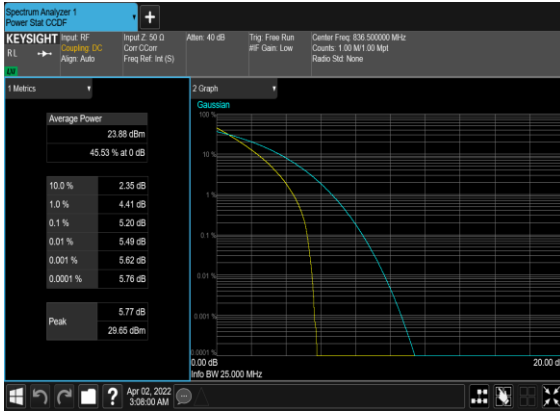 Spectrum Analyzer 1
Power Stat CCDF
KEYSIGHT
RL
Input: RF
Coupling: DC
Align: Auto
Input Z: 50 Ω
Corr CCorr
Freq Ref: Int (S)
Atten: 40 dB
Trig: Free Run
#IF Gain: Low
Center Freq: 836.500000 MHz
Counts: 1.00 M/1.00 Mpt
Radio Std: None
1 Metrics
Average Power
23.88 dBm
45.53 % at 0 dB
10.0 % 2.35 dB
1.0 % 4.41 dB
0.1 % 5.20 dB
0.01 % 5.49 dB
0.001 % 5.62 dB
0.0001 % 5.76 dB
Peak
5.77 dB
29.65 dBm
2 Graph
Gaussian
100 %
10 %
1 %
0.1 %
0.01 %
0.001 %
0.0001 %
0.00 dB
20.00 d
Info BW 25.000 MHz
?
Apr 02, 2022
3:08:00 AM